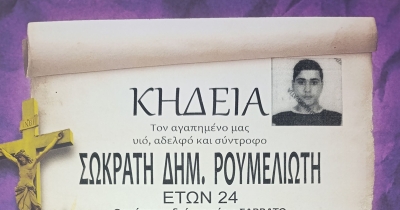 ΚΗΔΕΙΑ
Τον αγαπημένο μας
υιό, αδελφό και σύντροφο
ΣΩΚΡΑΤΗ ΔΗΜ. ΡΟΥΜΕΛΙΩΤΗ
ΕΤΩΝ 24